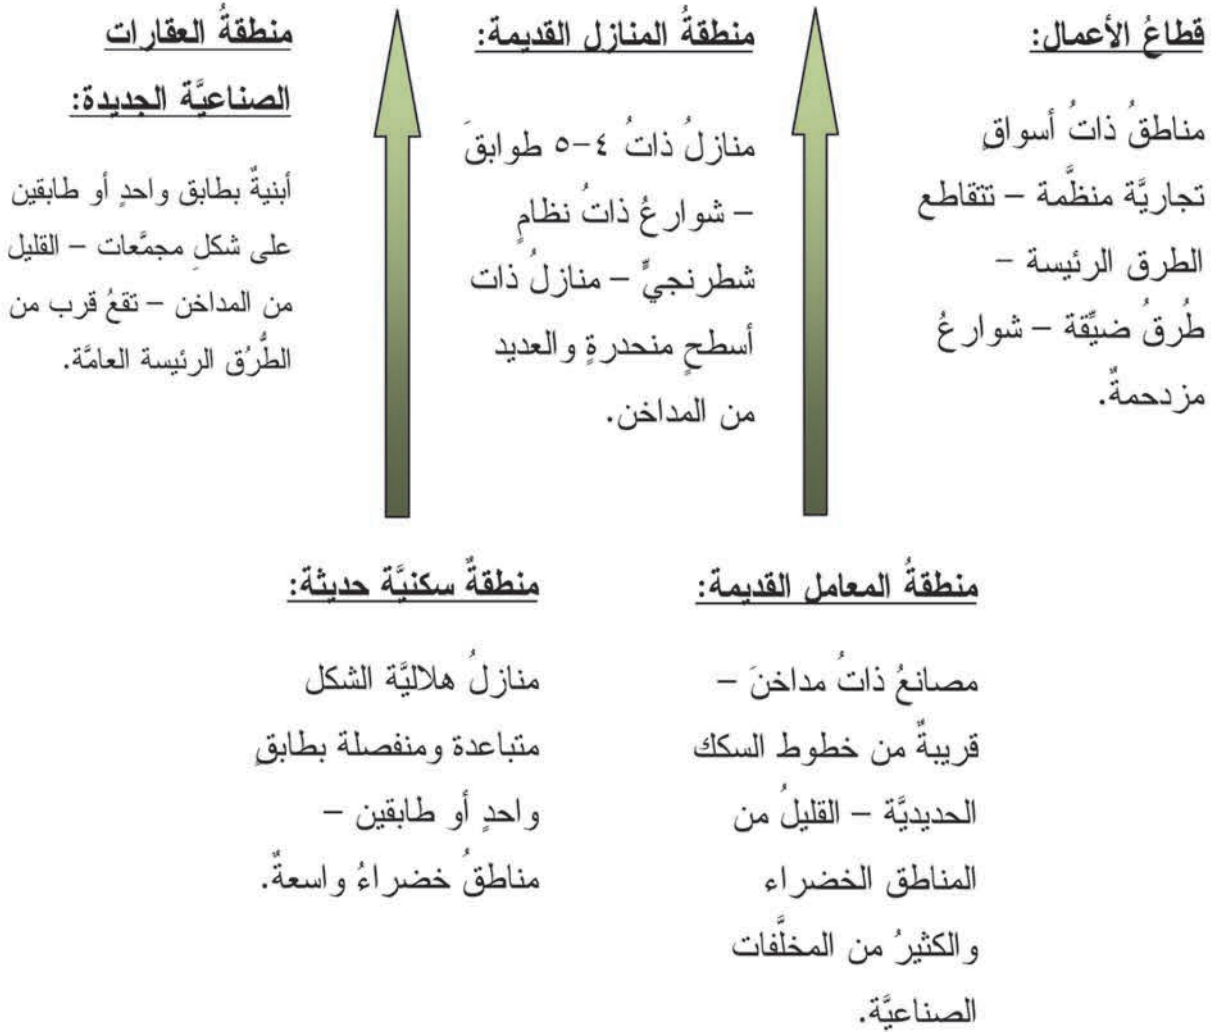 قطاعُ الأعمال:
مناطقُ ذاتُ أسواقٍ
تجاريَّة منظَّمة – تتقاطع
الطرق الرئيسة –
طُرقُ ضيِّقة – شوارعُ
مزدحمةٌ.
منطقةُ المنازل القديمة:
منازلُ ذاتُ ٤–٥ طوابقَ
– شوارعُ ذاتُ نظامٍ
شطرنجيٍّ – منازلُ ذات
أسطحٍ منحدرةٍ والعديد
من المداخن.
منطقةُ العقارات
الصناعيَّة الجديدة:
أبنيةٌ بطابق واحدٍ أو طابقين
على شكلِ مجمَّعات – القليل
من المداخن – تقعُ قرب من
الطُّرُق الرئيسة العامَّة.
منطقةُ المعامل القديمة:
مصانعُ ذاتُ مداخنَ –
قريبةٌ من خطوط السكك
الحديديَّة – القليلُ من
المناطق الخضراء
والكثيرُ من المخلَّفات
الصناعيَّة.
منطقةٌ سكنيَّة حديثة:
منازلُ هلاليَّة الشكل
متباعدة ومنفصلة بطابقٍ
واحدٍ أو طابقين –
مناطقُ خضراءُ واسعةٌ.